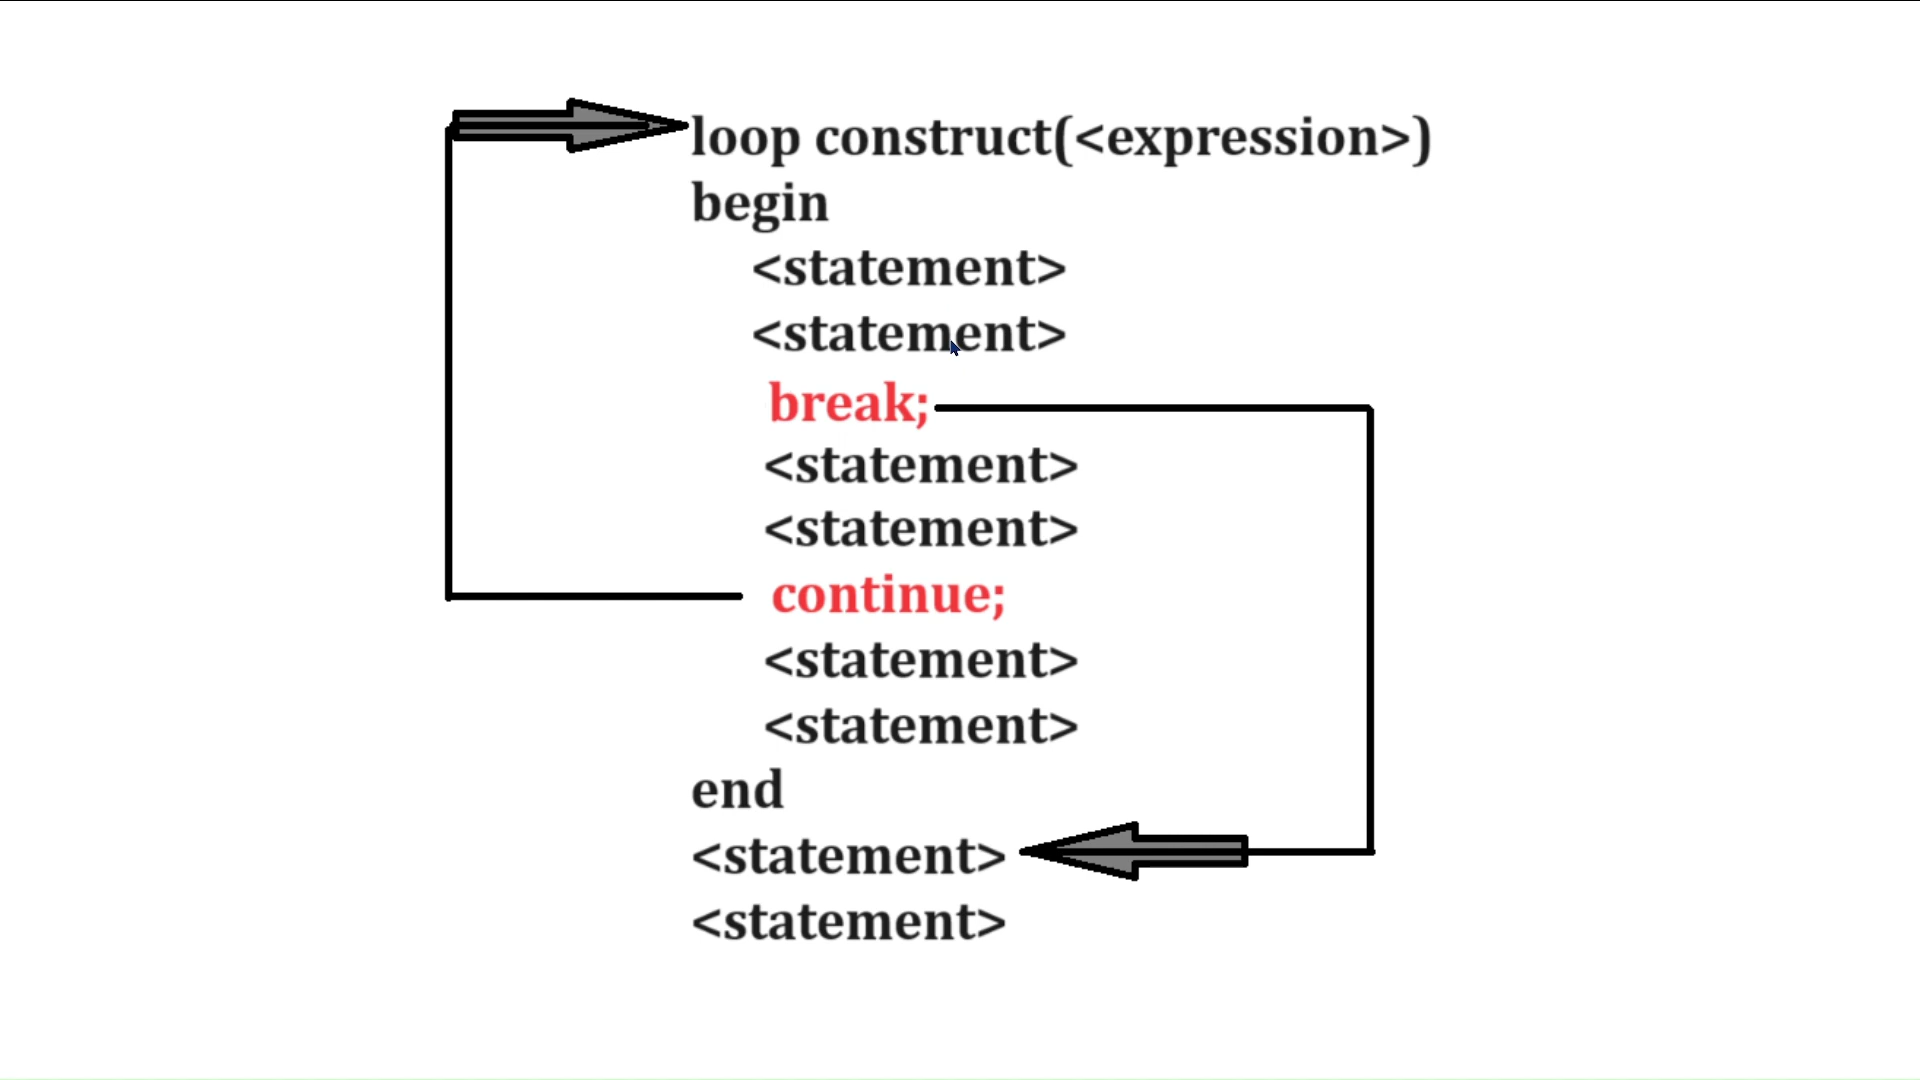 loop construct(<expression>)
begin
<statement>
<statement>
break;
<statement>
<statement>
continue;
<statement>
<statement>
end
<statement>
<statement>